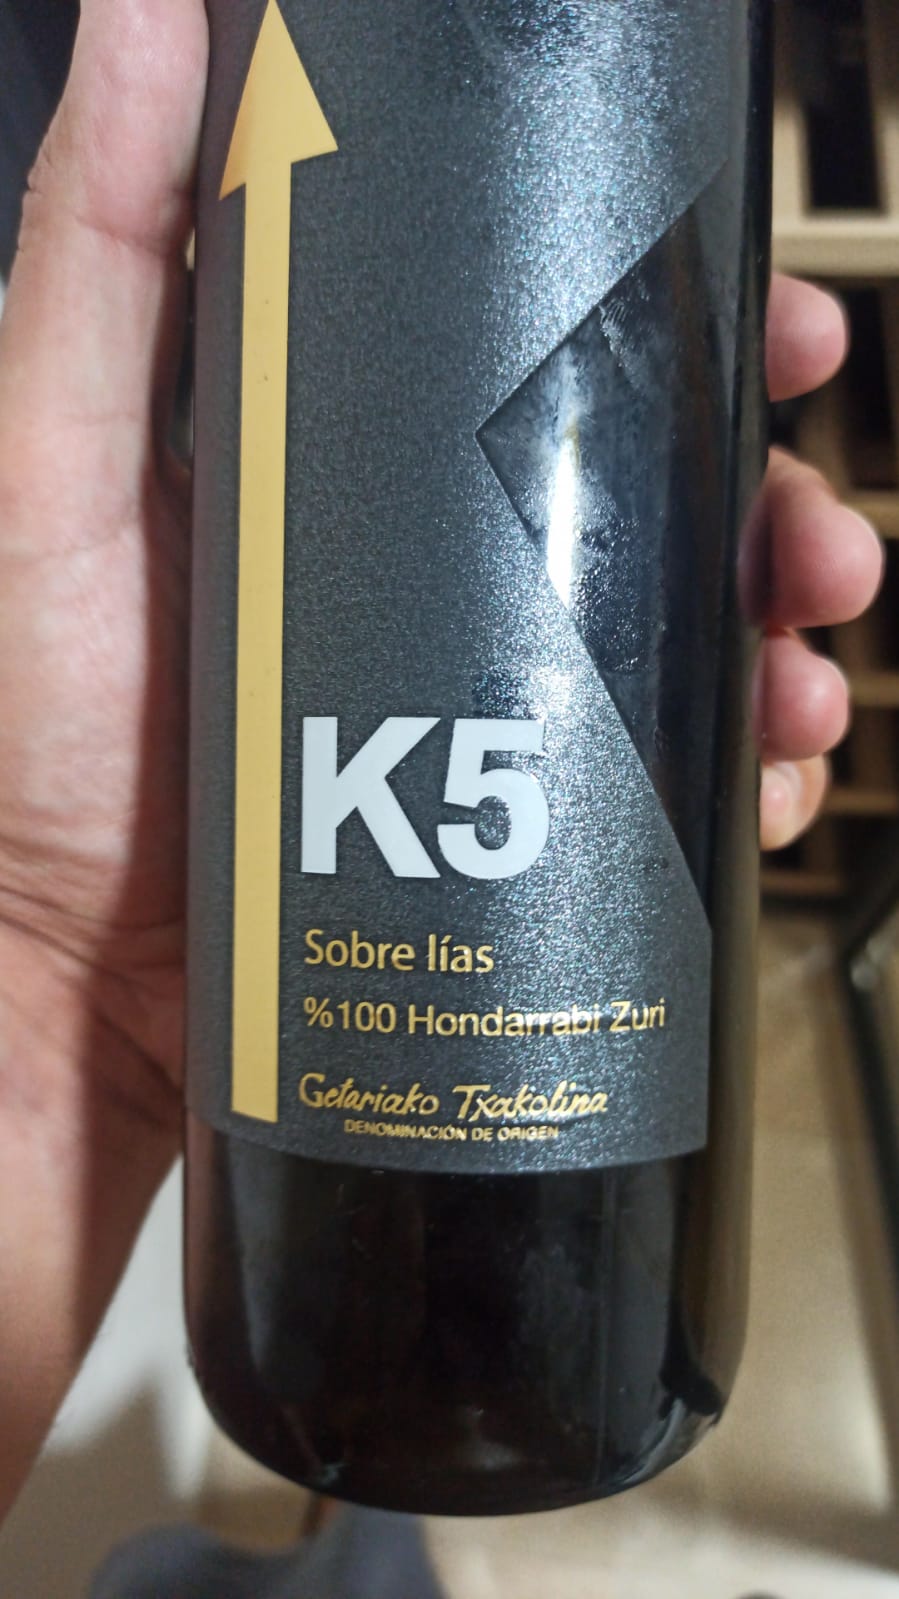 K5
Sobre lías
%100 Hondarrabi Zuri
Getariako Txakolina
DENOMINACIÓN DE ORIGEN